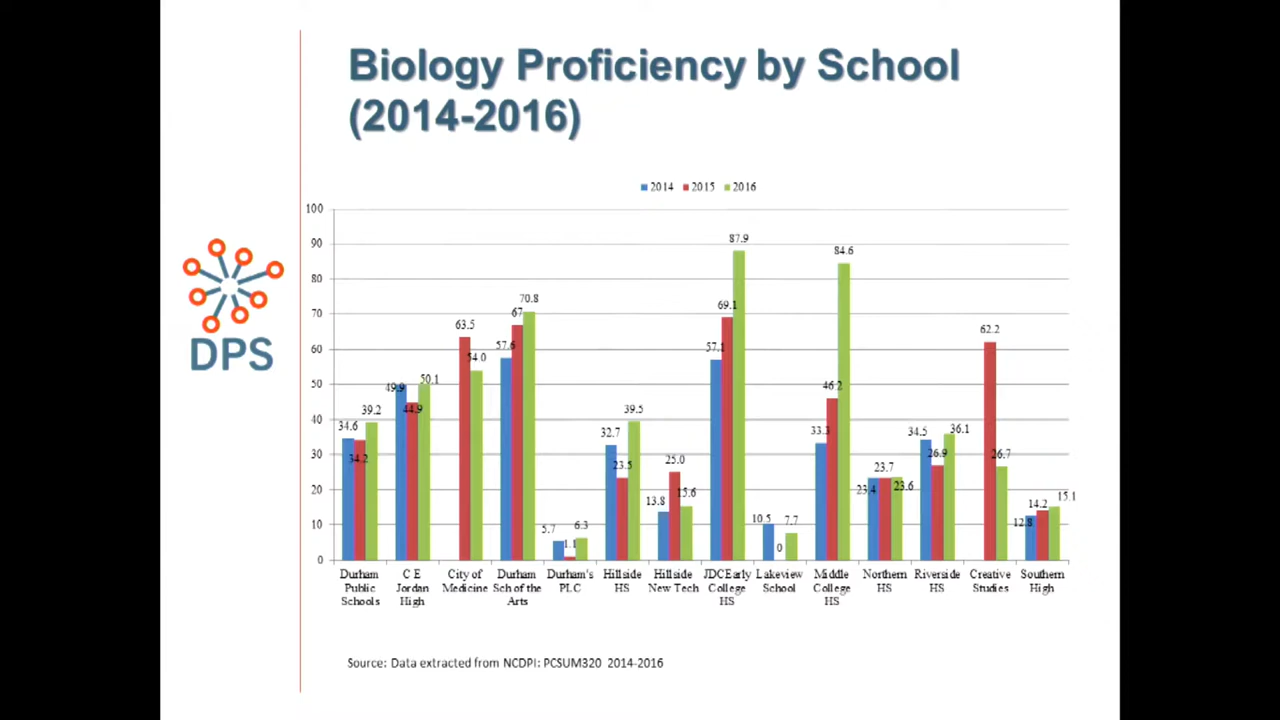 Biology Proficiency by School
(2014-2016)
2014 2015 2016
DPS
100
90
80
70
60
50
40
30
20
10
0
34.6 34.2 39.2
49.9 44.9 50.1
63.5 54.0
57.6 67 70.8
5.7 1.1 6.3
32.7 23.5 39.5
13.8 25.0 15.6
57.1 69.1 87.9
10.5 0 7.7
33.3 46.2 84.6
23.4 23.7 23.6
34.5 26.9 36.1
62.2 26.7
12.8 14.2 15.1
Durham
Public
Schools
C E
Jordan
High
City of
Medicine
Durham
Sch of the
Arts
Durham's
PLC
Hillside
HS
Hillside
New Tech
JDCEarly
College
HS
Lakeview
School
Middle
College
HS
Northern
HS
Riverside
HS
Creative
Studies
Southern
High
Source: Data extracted from NCDPI: PCSUM320 2014-2016